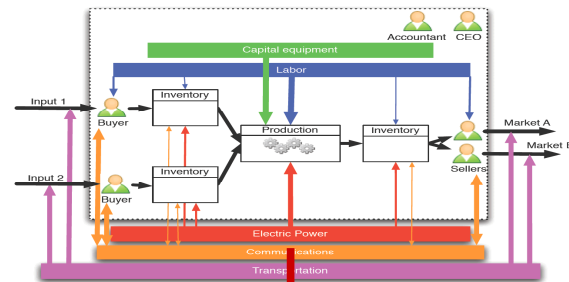 Accountant CEO
Capital equipment
Labor
Input 1
Inventory
Buyer
Production
Inventory
Market A
Market B
Sellers
Inventory
Input 2
Buyer
Electric Power
Communications
Transportation